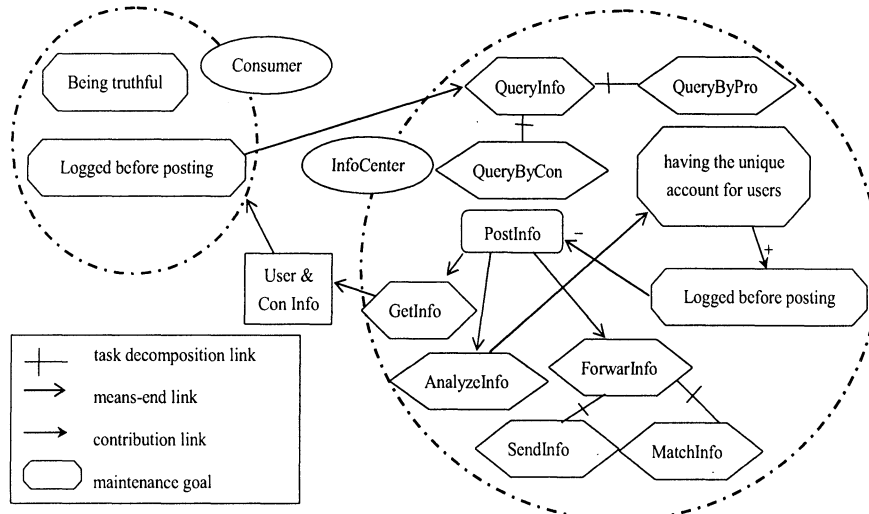 Being truthful
Consumer
Logged before posting
QueryInfo
QueryByPro
InfoCenter
QueryByCon
having the unique
account for users
PostInfo
–
+
User &
Con Info
GetInfo
Logged before posting
AnalyzeInfo
ForwarInfo
SendInfo
MatchInfo
task decomposition link
means-end link
contribution link
maintenance goal